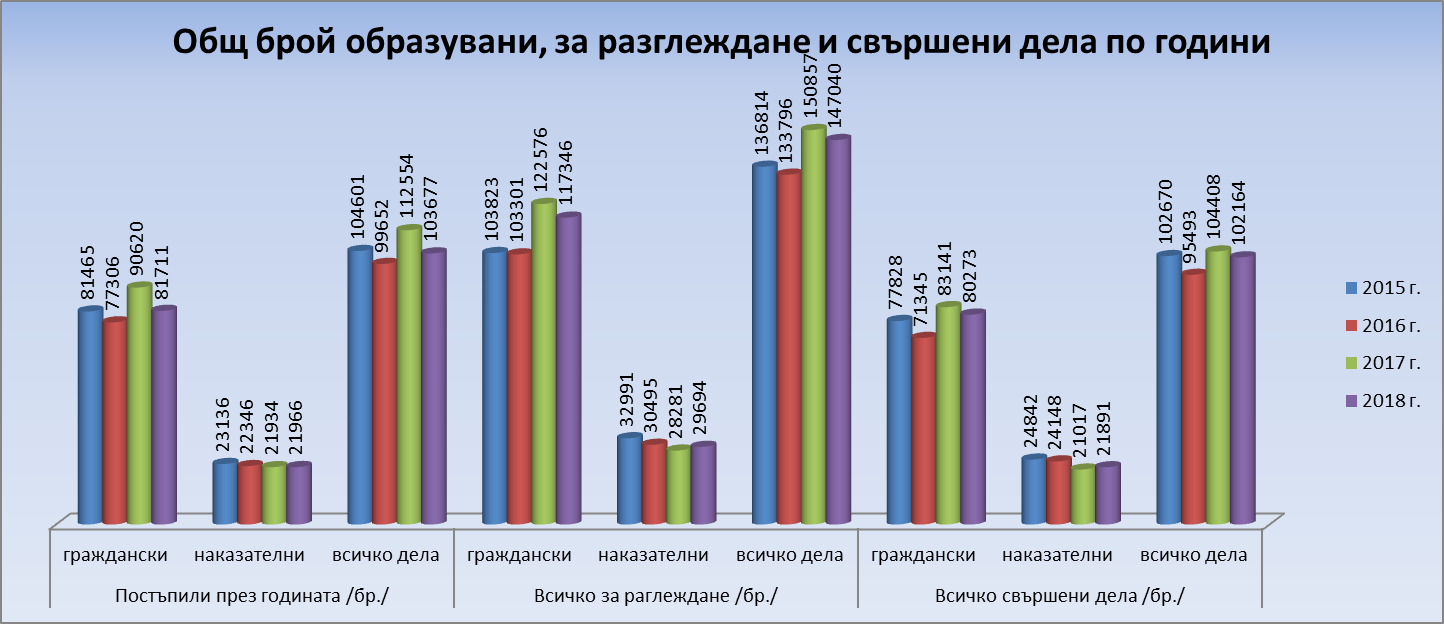 Общ брой образувани, за разглеждане и свършени дела по години
81465 77306 90620 81711
23136 22346 21934 21966
104601 99652 112554 103677
103823 103301 122576 117346
32991 30495 28281 29694
136814 133796 150857 147040
77828 71345 83141 80273
24842 24148 21017 21891
102670 95493 104408 102164
2015 г.
2016 г.
2017 г.
2018 г.
граждански наказателни всичко дела граждански наказателни всичко дела граждански наказателни всичко дела
Постъпили през годината /бр./ Всичко за раглеждане /бр./ Всичко свършени дела /бр./